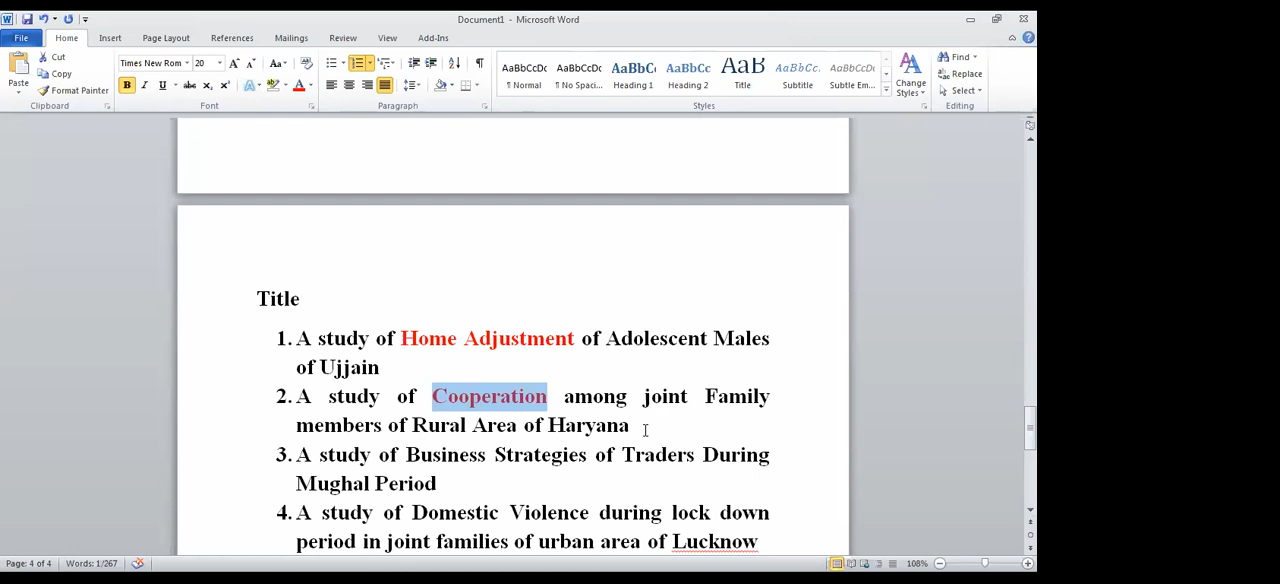 Document1 - Microsoft Word
File Home Insert Page Layout References Mailings Review View Add-Ins
Paste
Cut
Copy
Format Painter
Clipboard
Times New Rom 20
Font
Paragraph
AaBbCcDc AaBbCcDc AaBbC AaBbCc AaB AaBbCc. AaBbCcDc
¶ Normal ¶ No Spaci... Heading 1 Heading 2 Title Subtitle Subtle Em...
Styles
Change Styles
Find
Replace
Select
Editing
Title
1. A study of Home Adjustment of Adolescent Males
of Ujjain
2. A study of Cooperation among joint Family
members of Rural Area of Haryana
3. A study of Business Strategies of Traders During
Mughal Period
4. A study of Domestic Violence during lock down
period in joint families of urban area of Lucknow
Page: 4 of 4 Words: 1/267 108%